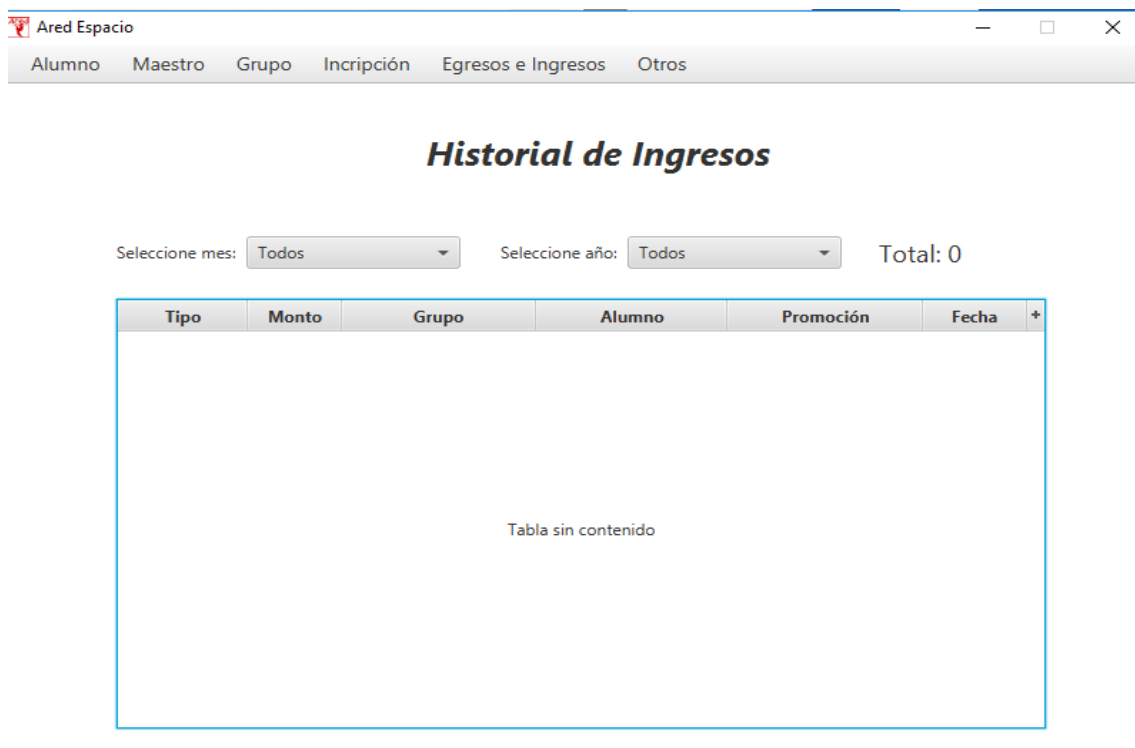 Ared Espacio
Alumno Maestro Grupo Incripción Egresos e Ingresos Otros
Historial de Ingresos
Seleccione mes: Todos Seleccione año: Todos Total: 0
Tipo Monto Grupo Alumno Promoción Fecha +
Tabla sin contenido